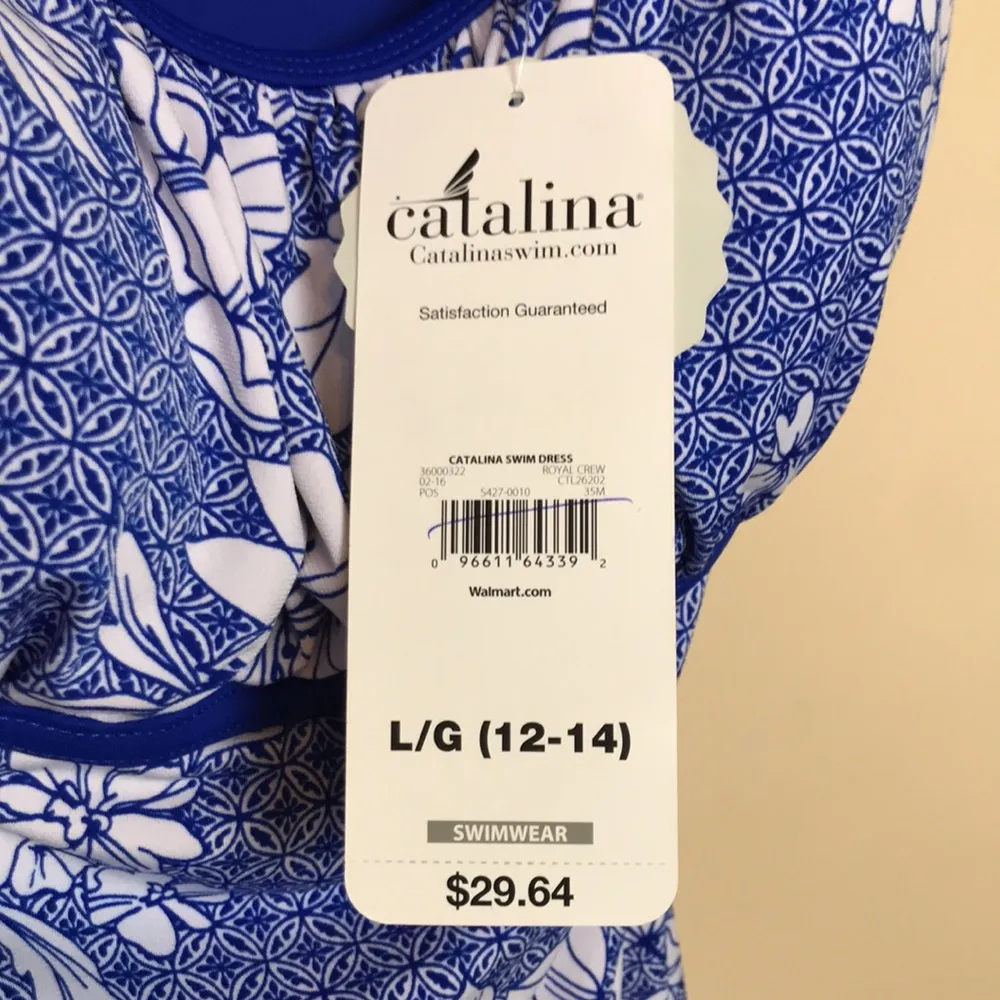 catalina®
Catalinaswim.com
Satisfaction Guaranteed
CATALINA SWIM DRESS
36000322 ROYAL CREW
02-16 CTL26202
POS 5427-0010 35M
0 96611 64339 2
Walmart.com
L/G (12-14)
SWIMWEAR
$29.64